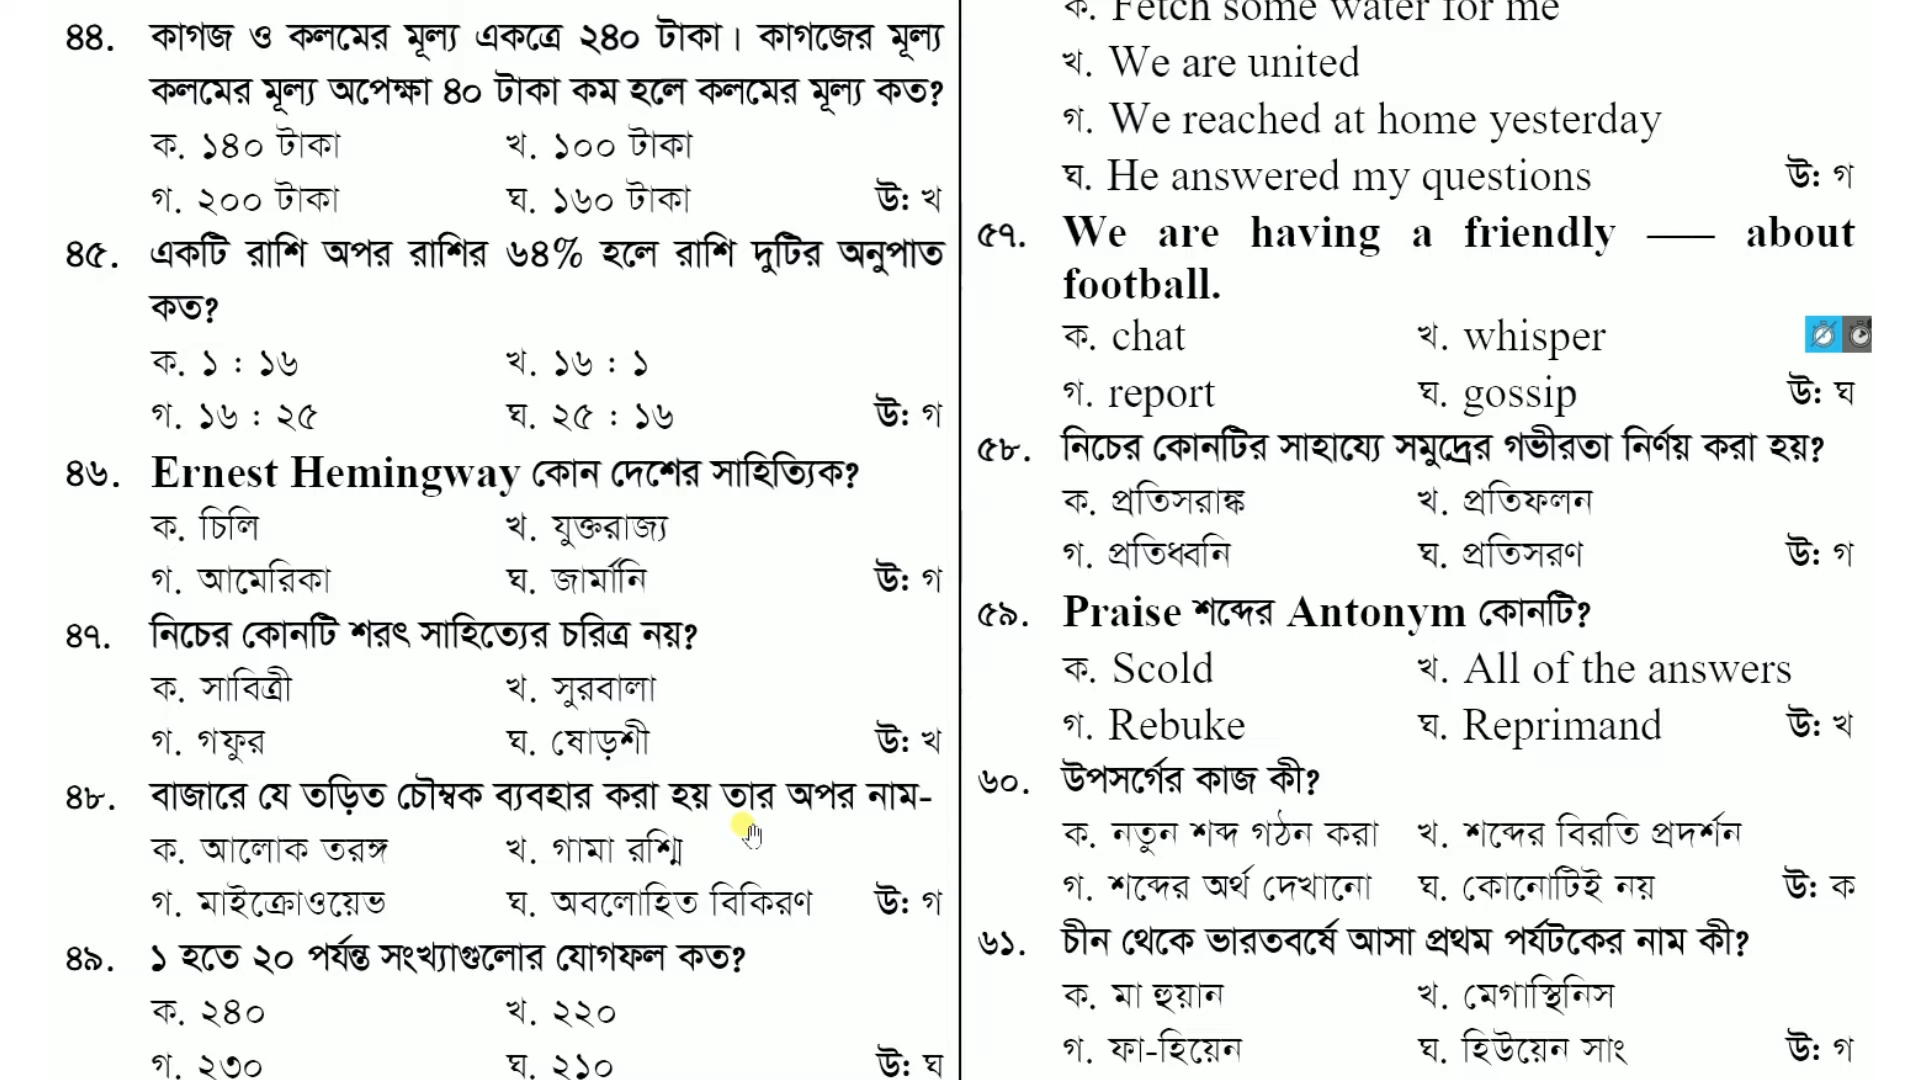 ৪৪. কাগজ ও কলমের মূল্য একত্রে ২৪০ টাকা। কাগজের মূল্য
কলমের মূল্য অপেক্ষা ৪০ টাকা কম হলে কলমের মূল্য কত?
ক. ১৪০ টাকা খ. ১০০ টাকা
গ. ২০০ টাকা ঘ. ১৬০ টাকা উ: খ
৪৫. একটি রাশি অপর রাশির ৬৪% হলে রাশি দুটির অনুপাত
কত?
ক. ১ : ১৬ খ. ১৬ : ১
গ. ১৬ : ২৫ ঘ. ২৫ : ১৬ উ: গ
৪৬. Ernest Hemingway কোন দেশের সাহিত্যিক?
ক. চিলি খ. যুক্তরাজ্য
গ. আমেরিকা ঘ. জার্মানি উ: গ
৪৭. নিচের কোনটি শরৎ সাহিত্যের চরিত্র নয়?
ক. সাবিত্রী খ. সুরবালা
গ. গফুর ঘ. ষোড়শী উ: খ
৪৮. বাজারে যে তড়িত চৌম্বক ব্যবহার করা হয় তার অপর নাম-
ক. আলোক তরঙ্গ খ. গামা রশ্মি
গ. মাইক্রোওয়েভ ঘ. অবলোহিত বিকিরণ উ: গ
৪৯. ১ হতে ২০ পর্যন্ত সংখ্যাগুলোর যোগফল কত?
ক. ২৪০ খ. ২২০
গ. ২৩০ ঘ. ২১০ উ: ঘ
ক. Fetch some water for me
খ. We are united
গ. We reached at home yesterday
ঘ. He answered my questions উ: গ
৫৭. We are having a friendly —— about
football.
ক. chat খ. whisper
গ. report ঘ. gossip উ: ঘ
৫৮. নিচের কোনটির সাহায্যে সমুদ্রের গভীরতা নির্ণয় করা হয়?
ক. প্রতিসরাঙ্ক খ. প্রতিফলন
গ. প্রতিধ্বনি ঘ. প্রতিসরণ উ: গ
৫৯. Praise শব্দের Antonym কোনটি?
ক. Scold খ. All of the answers
গ. Rebuke ঘ. Reprimand উ: খ
৬০. উপসর্গের কাজ কী?
ক. নতুন শব্দ গঠন করা খ. শব্দের বিরতি প্রদর্শন
গ. শব্দের অর্থ দেখানো ঘ. কোনোটিই নয় উ: ক
৬১. চীন থেকে ভারতবর্ষে আসা প্রথম পর্যটকের নাম কী?
ক. মা হুয়ান খ. মেগাস্থিনিস
গ. ফা-হিয়েন ঘ. হিউয়েন সাং উ: গ